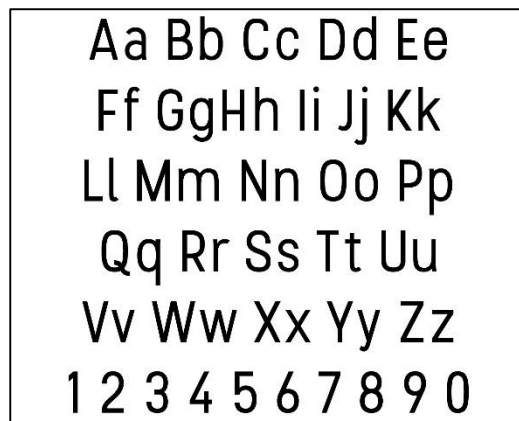 Aa Bb Cc Dd Ee
Ff GgHh Ii Jj Kk
Ll Mm Nn Oo Pp
Qq Rr Ss Tt Uu
Vv Ww Xx Yy Zz
1 2 3 4 5 6 7 8 9 0